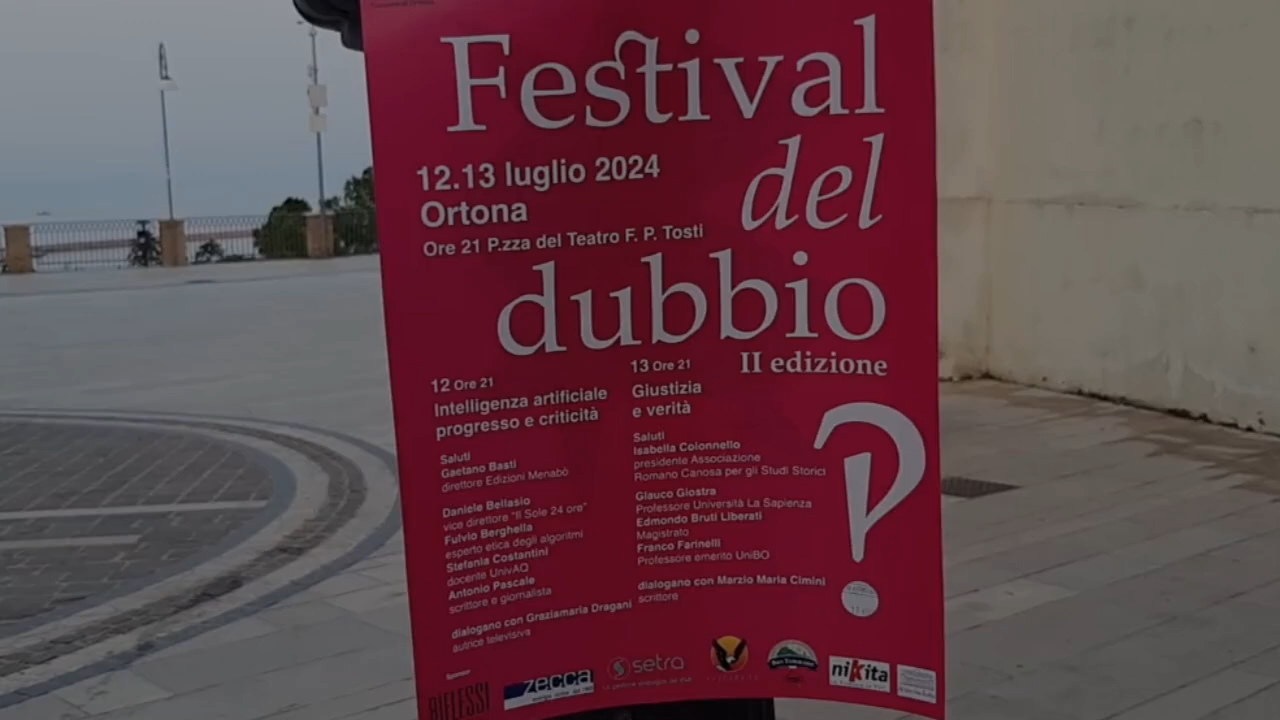 Festival
del
dubbio
II edizione
12.13 luglio 2024
Ortona
Ore 21 P.zza del Teatro F. P. Tosti
12 Ore 21
Intelligenza artificiale
progresso e criticità
Saluti
Gaetano Basti
direttore Edizioni Menabò
Daniele Bellasio
vice direttore "Il Sole 24 ore"
Fulvio Berghella
esperto etica degli algoritmi
Stefania Costantini
docente UnivAQ
Antonio Pascale
scrittore e giornalista
dialogano con Graziamaria Dragani
autrice televisiva
13 Ore 21
Giustizia
e verità
Saluti
Isabella Colonnello
presidente Associazione
Romano Canosa per gli Studi Storici
Glauco Giostra
Professore Università La Sapienza
Edmondo Bruti Liberati
Magistrato
Franco Farinelli
Professore emerito UniBO
dialogano con Marzio Maria Cimini
scrittore
?
Sponsor
BIFLESSI
zecca
setra
nikita